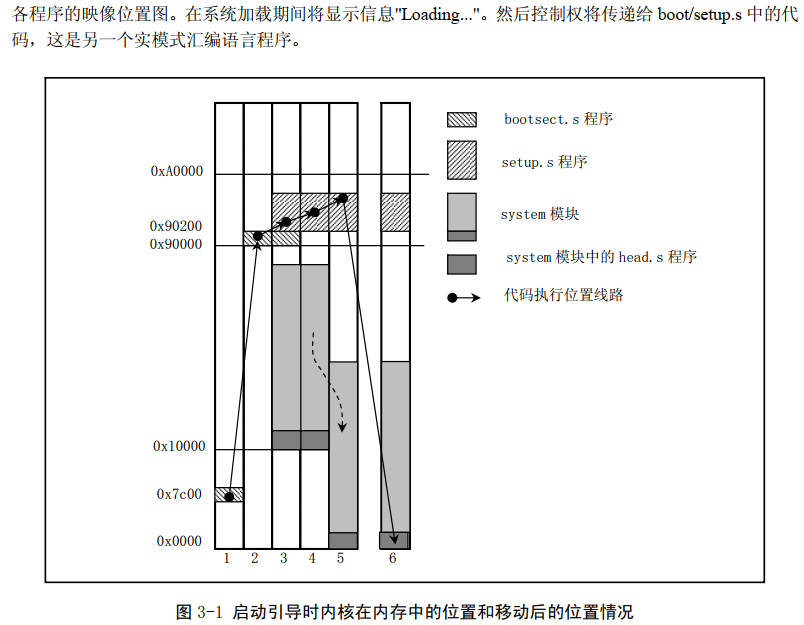 各程序的映像位置图。在系统加载期间将显示信息"Loading..."。然后控制权将传递给 boot/setup.s 中的代
码，这是另一个实模式汇编语言程序。
bootsect.s 程序
0xA0000
setup.s 程序
system 模块
0x90200
0x90000
system 模块中的 head.s 程序
代码执行位置线路
0x10000
0x7c00
0x0000
1 2 3 4 5 6
图 3-1 启动引导时内核在内存中的位置和移动后的位置情况